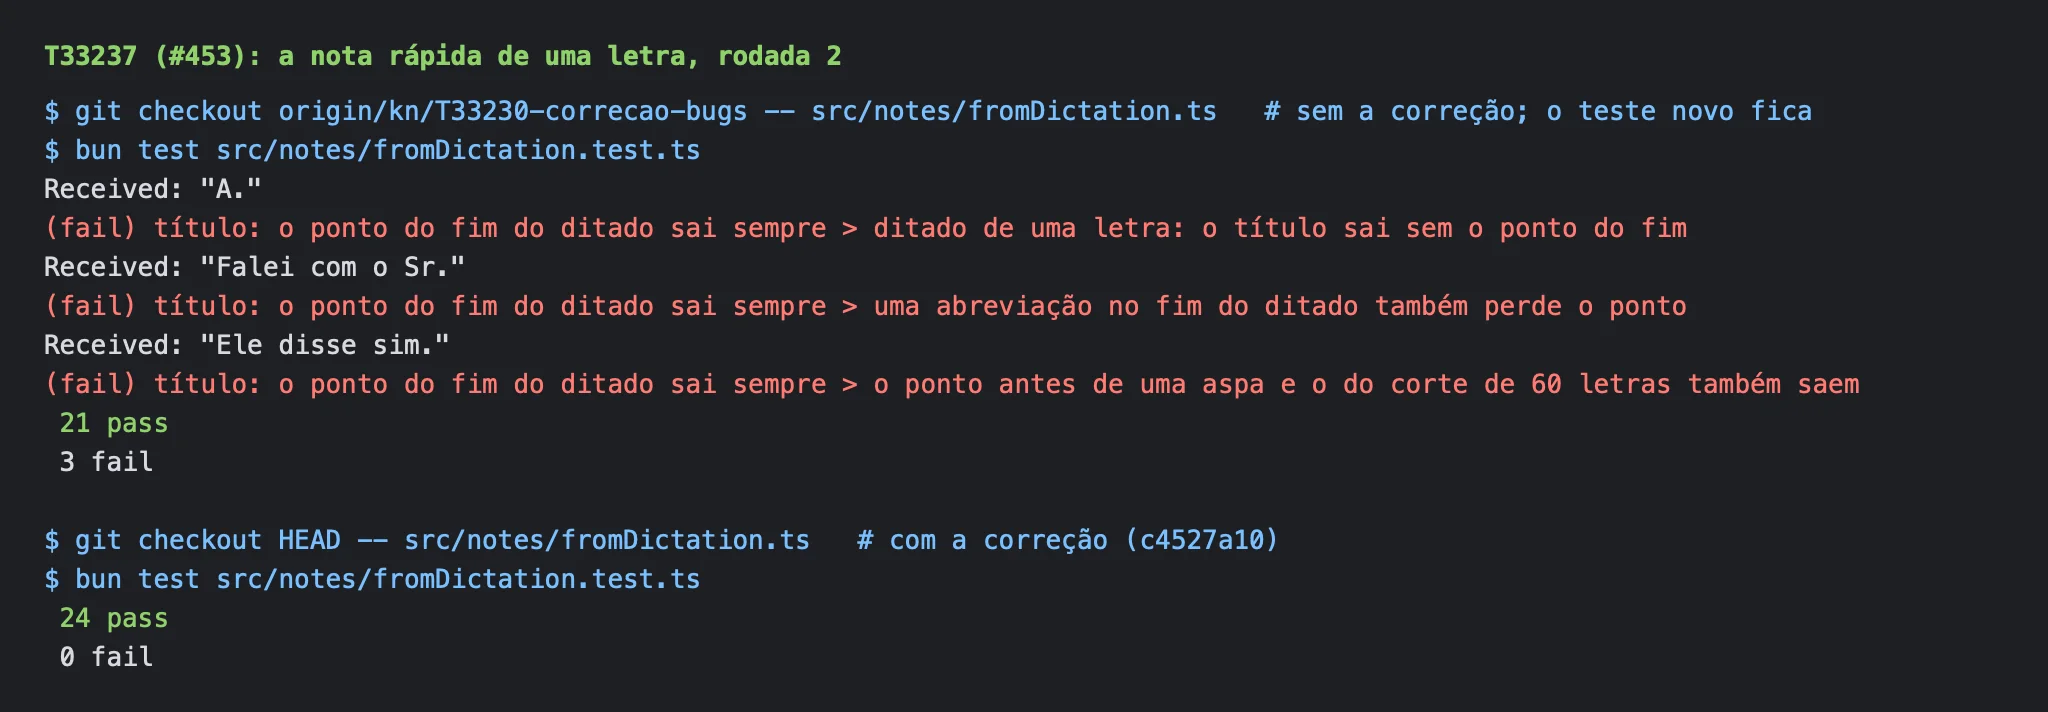 T33237 (#453): a nota rápida de uma letra, rodada 2
$ git checkout origin/kn/T33230-correcao-bugs -- src/notes/fromDictation.ts   # sem a correção; o teste novo fica
$ bun test src/notes/fromDictation.test.ts
Received: "A."
(fail) título: o ponto do fim do ditado sai sempre > ditado de uma letra: o título sai sem o ponto do fim
Received: "Falei com o Sr."
(fail) título: o ponto do fim do ditado sai sempre > uma abreviação no fim do ditado também perde o ponto
Received: "Ele disse sim."
(fail) título: o ponto do fim do ditado sai sempre > o ponto antes de uma aspa e o do corte de 60 letras também saem
21 pass
3 fail
$ git checkout HEAD -- src/notes/fromDictation.ts   # com a correção (c4527a10)
$ bun test src/notes/fromDictation.test.ts
24 pass
0 fail